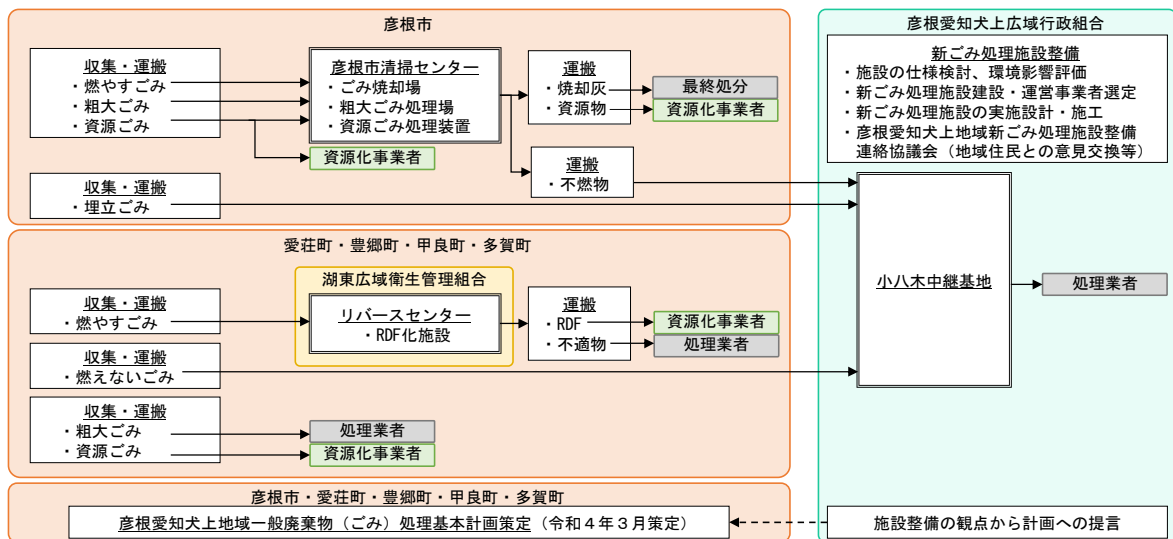 彦根市
収集・運搬
・燃やすごみ
・粗大ごみ
・資源ごみ
彦根市清掃センター
・ごみ焼却場
・粗大ごみ処理場
・資源ごみ処理装置
運搬
・焼却灰
・資源物
最終処分
資源化事業者
資源化事業者
運搬
・不燃物
収集・運搬
・埋立ごみ
愛荘町・豊郷町・甲良町・多賀町
湖東広域衛生管理組合
収集・運搬
・燃やすごみ
リバースセンター
・RDF化施設
運搬
・RDF
・不適物
資源化事業者
処理業者
収集・運搬
・燃えないごみ
収集・運搬
・粗大ごみ
・資源ごみ
処理業者
資源化事業者
彦根愛知犬上広域行政組合
新ごみ処理施設整備
・施設の仕様検討、環境影響評価
・新ごみ処理施設建設・運営事業者選定
・新ごみ処理施設の実施設計・施工
・彦根愛知犬上地域新ごみ処理施設整備
連絡協議会（地域住民との意見交換等）
小八木中継基地
処理業者
彦根市・愛荘町・豊郷町・甲良町・多賀町
彦根愛知犬上地域一般廃棄物（ごみ）処理基本計画策定（令和４年３月策定）
施設整備の観点から計画への提言